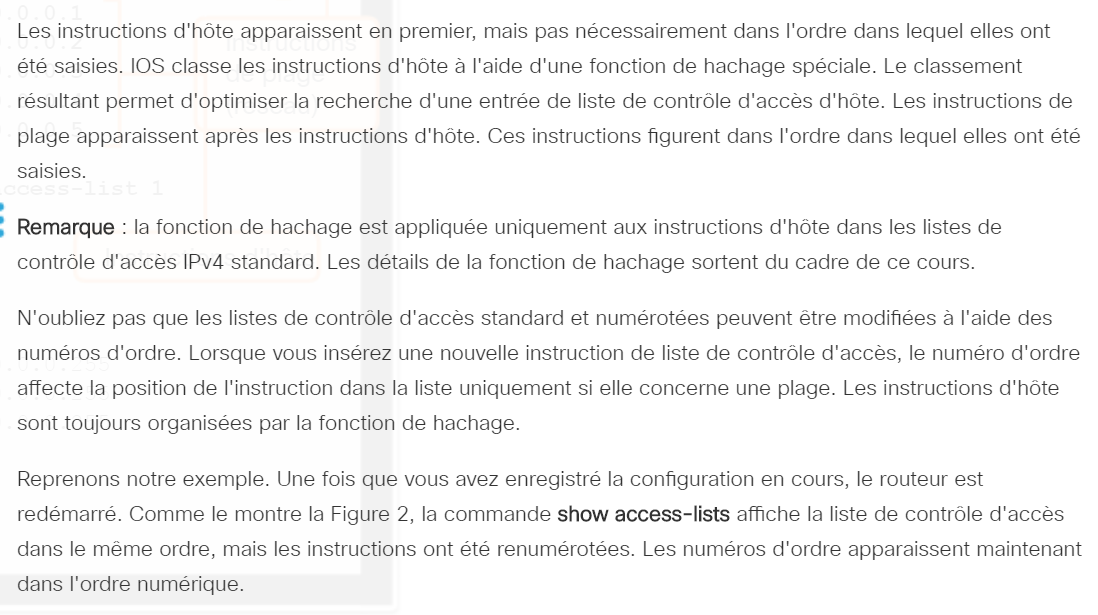 Les instructions d'hôte apparaissent en premier, mais pas nécessairement dans l'ordre dans lequel elles ont
été saisies. IOS classe les instructions d'hôte à l'aide d'une fonction de hachage spéciale. Le classement
résultant permet d'optimiser la recherche d'une entrée de liste de contrôle d'accès d'hôte. Les instructions de
plage apparaissent après les instructions d'hôte. Ces instructions figurent dans l'ordre dans lequel elles ont été
saisies.
Remarque : la fonction de hachage est appliquée uniquement aux instructions d'hôte dans les listes de
contrôle d'accès IPv4 standard. Les détails de la fonction de hachage sortent du cadre de ce cours.
N'oubliez pas que les listes de contrôle d'accès standard et numérotées peuvent être modifiées à l'aide des
numéros d'ordre. Lorsque vous insérez une nouvelle instruction de liste de contrôle d'accès, le numéro d'ordre
affecte la position de l'instruction dans la liste uniquement si elle concerne une plage. Les instructions d'hôte
sont toujours organisées par la fonction de hachage.
Reprenons notre exemple. Une fois que vous avez enregistré la configuration en cours, le routeur est
redémarré. Comme le montre la Figure 2, la commande show access-lists affiche la liste de contrôle d'accès
dans le même ordre, mais les instructions ont été renumérotées. Les numéros d'ordre apparaissent maintenant
dans l'ordre numérique.